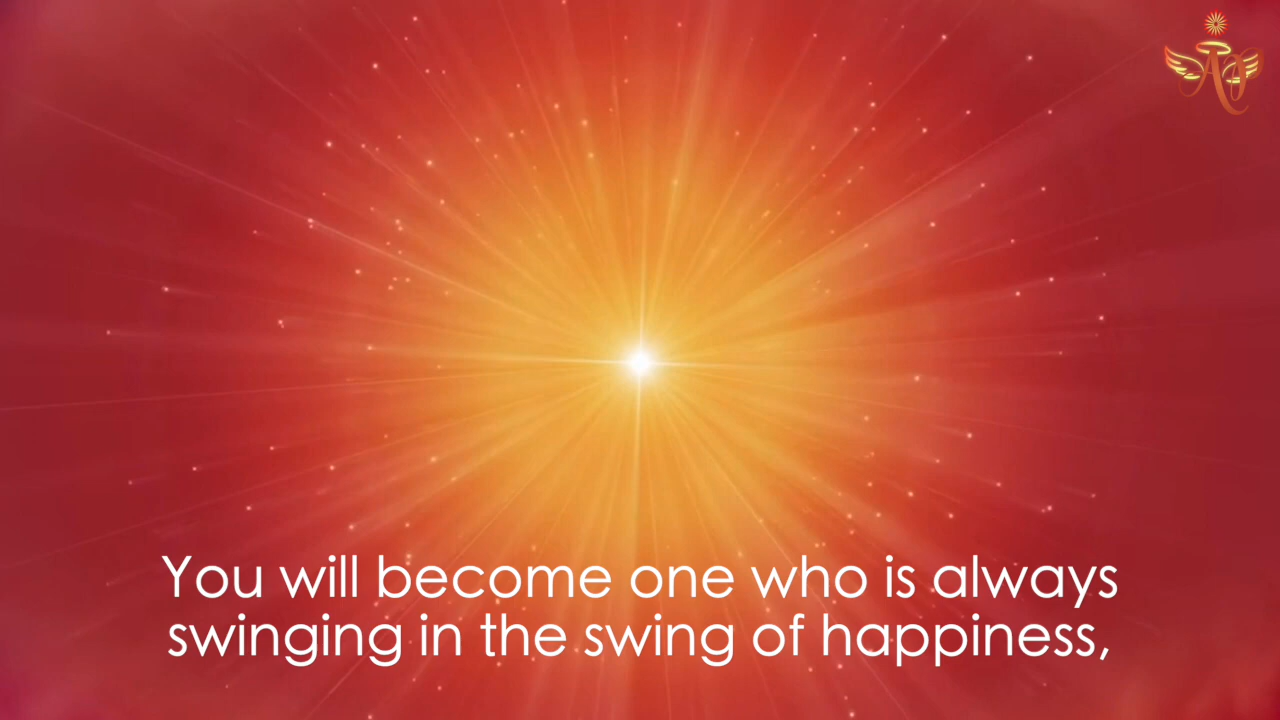 You will become one who is always
swinging in the swing of happiness,